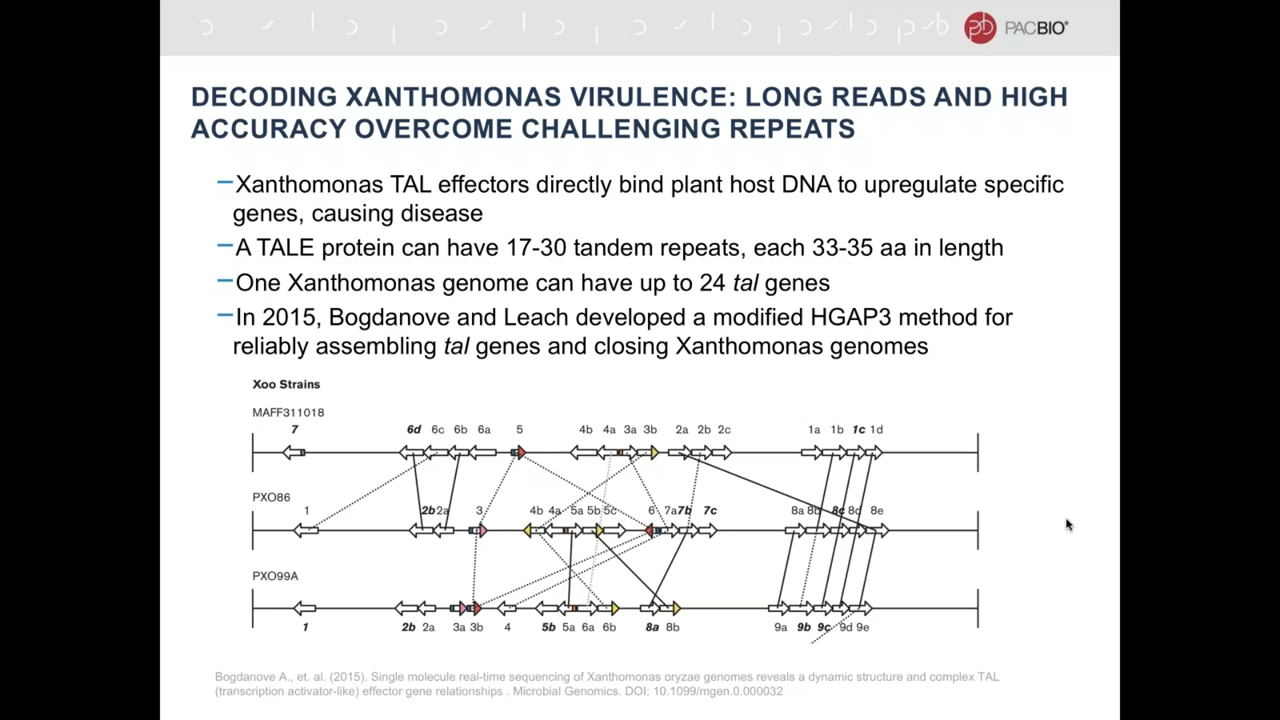 PACBIO®
DECODING XANTHOMONAS VIRULENCE: LONG READS AND HIGH
ACCURACY OVERCOME CHALLENGING REPEATS
–Xanthomonas TAL effectors directly bind plant host DNA to upregulate specific
genes, causing disease
–A TALE protein can have 17-30 tandem repeats, each 33-35 aa in length
–One Xanthomonas genome can have up to 24 tal genes
–In 2015, Bogdanove and Leach developed a modified HGAP3 method for
reliably assembling tal genes and closing Xanthomonas genomes
Xoo Strains
MAFF311018
7 6d 6c 6b 6a 5 4b 4a 3a 3b 2a 2b 2c 1a 1b 1c 1d
PXO86
1 2b 2a 3 4b 4a 5a 5b 5c 6 7a 7b 7c 8a 8b 8c 8d 8e
PXO99A
1 2b 2a 3a 3b 4 5b 5a 6a 6b 8a 8b 9a 9b 9c 9d 9e
Bogdanove A., et. al. (2015). Single molecule real-time sequencing of Xanthomonas oryzae genomes reveals a dynamic structure and complex TAL
(transcription activator-like) effector gene relationships . Microbial Genomics. DOI: 10.1099/mgen.0.000032